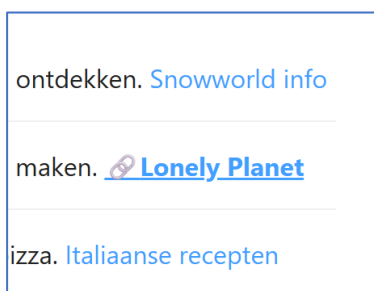 ontdekken. Snowworld info
maken. 🔗 Lonely Planet
izza. Italiaanse recepten